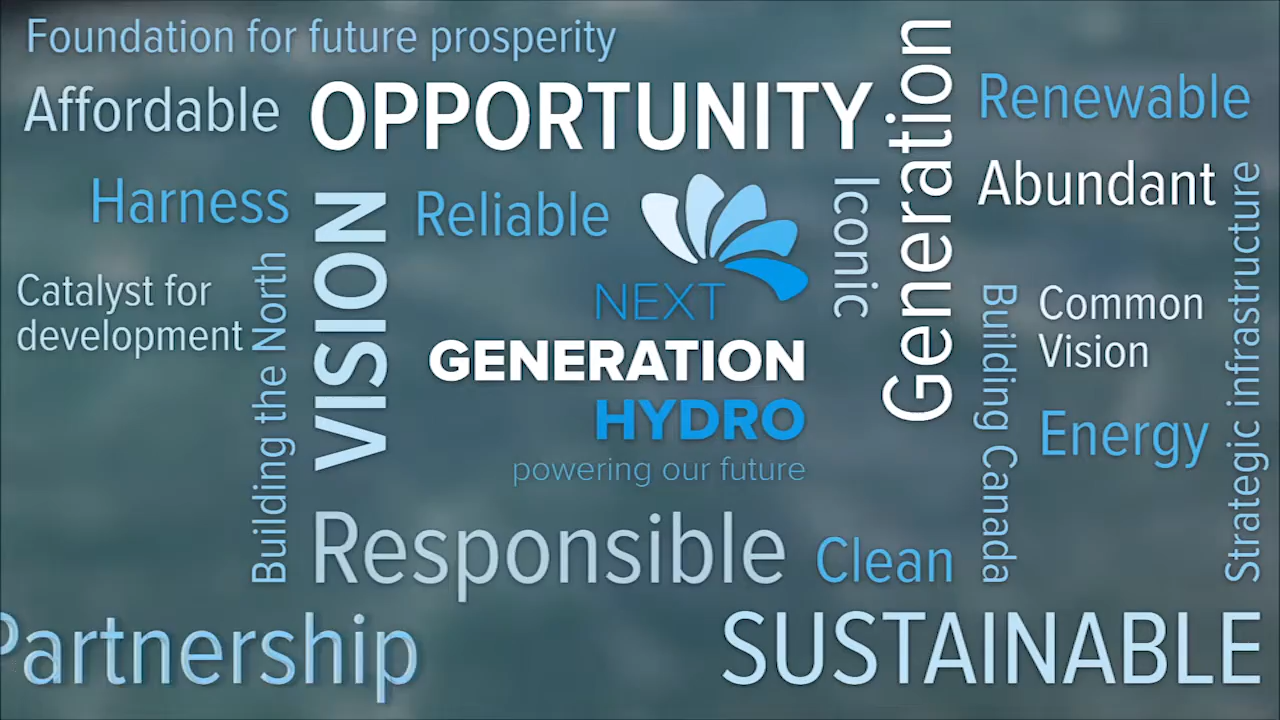 Foundation for future prosperity
Affordable
OPPORTUNITY
Generation
Renewable
Harness
VISION
Reliable
Iconic
Abundant
Strategic infrastructure
Catalyst for
development
Building the North
NEXT
GENERATION
HYDRO
powering our future
Building Canada
Common
Vision
Energy
Responsible
Clean
Partnership
SUSTAINABLE